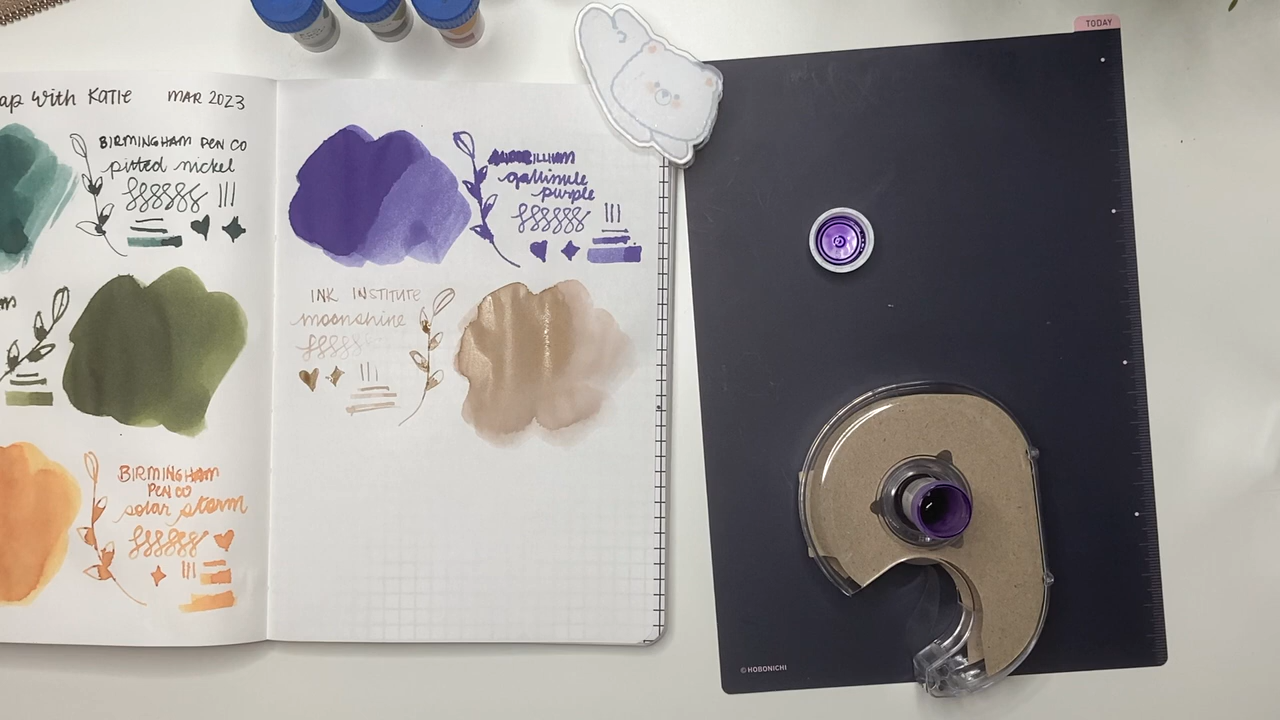 ap with KATIE MAR 2023
BIRMINGHAM PEN CO
pitted nickel
BIRMINGHAM
PEN CO
solar storm
gallinule
purple
INK INSTITUTE
moonshine
TODAY
© HOBONICHI